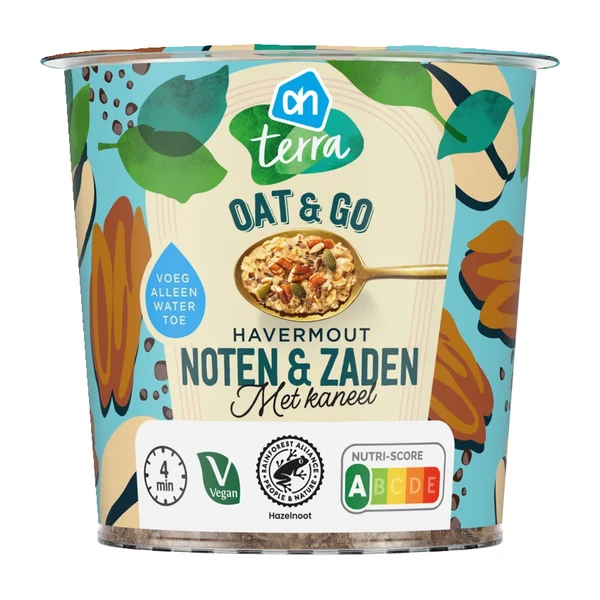 ah
terra
OAT & GO
VOEG
ALLEEN
WATER
TOE
HAVERMOUT
NOTEN & ZADEN
Met kaneel
4
min
V
Vegan
RAINFOREST ALLIANCE
PEOPLE & NATURE
Hazelnoot
NUTRI-SCORE
A B C D E